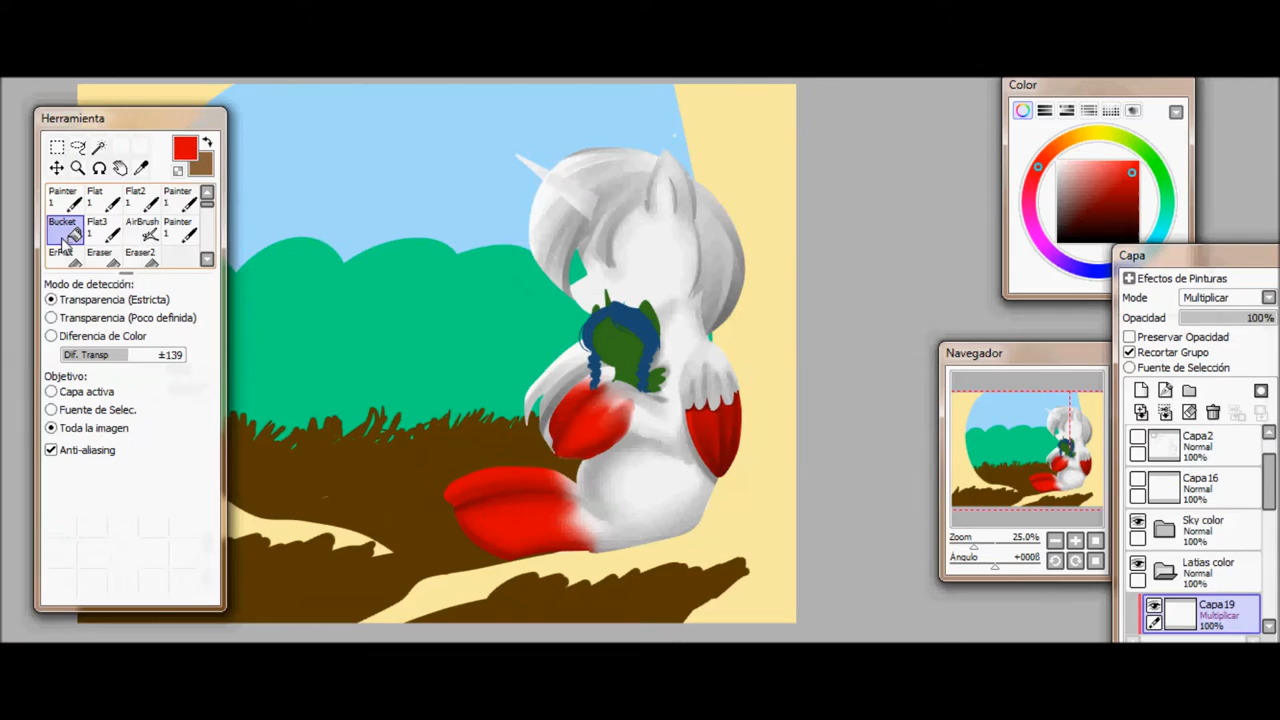 Herramienta
Painter Flat Flat2 Painter
1 1 1 1
Bucket Flat3 AirBrush Painter
1 1
Eraser Eraser2
Modo de detección:
Transparencia (Estricta)
Transparencia (Poco definida)
Diferencia de Color
Dif. Transp ±139
Objetivo:
Capa activa
Fuente de Selec.
Toda la imagen
Anti-aliasing
Color
Navegador
Zoom 25.0%
Ángulo
Capa
Efectos de Pinturas
Mode Multiplicar
Opacidad 100%
Preservar Opacidad
Recortar Grupo
Fuente de Selección
Capa2
Normal
100%
Capa16
Normal
100%
Sky color
Normal
100%
Latias color
Normal
100%
Capa19
Multiplicar
100%